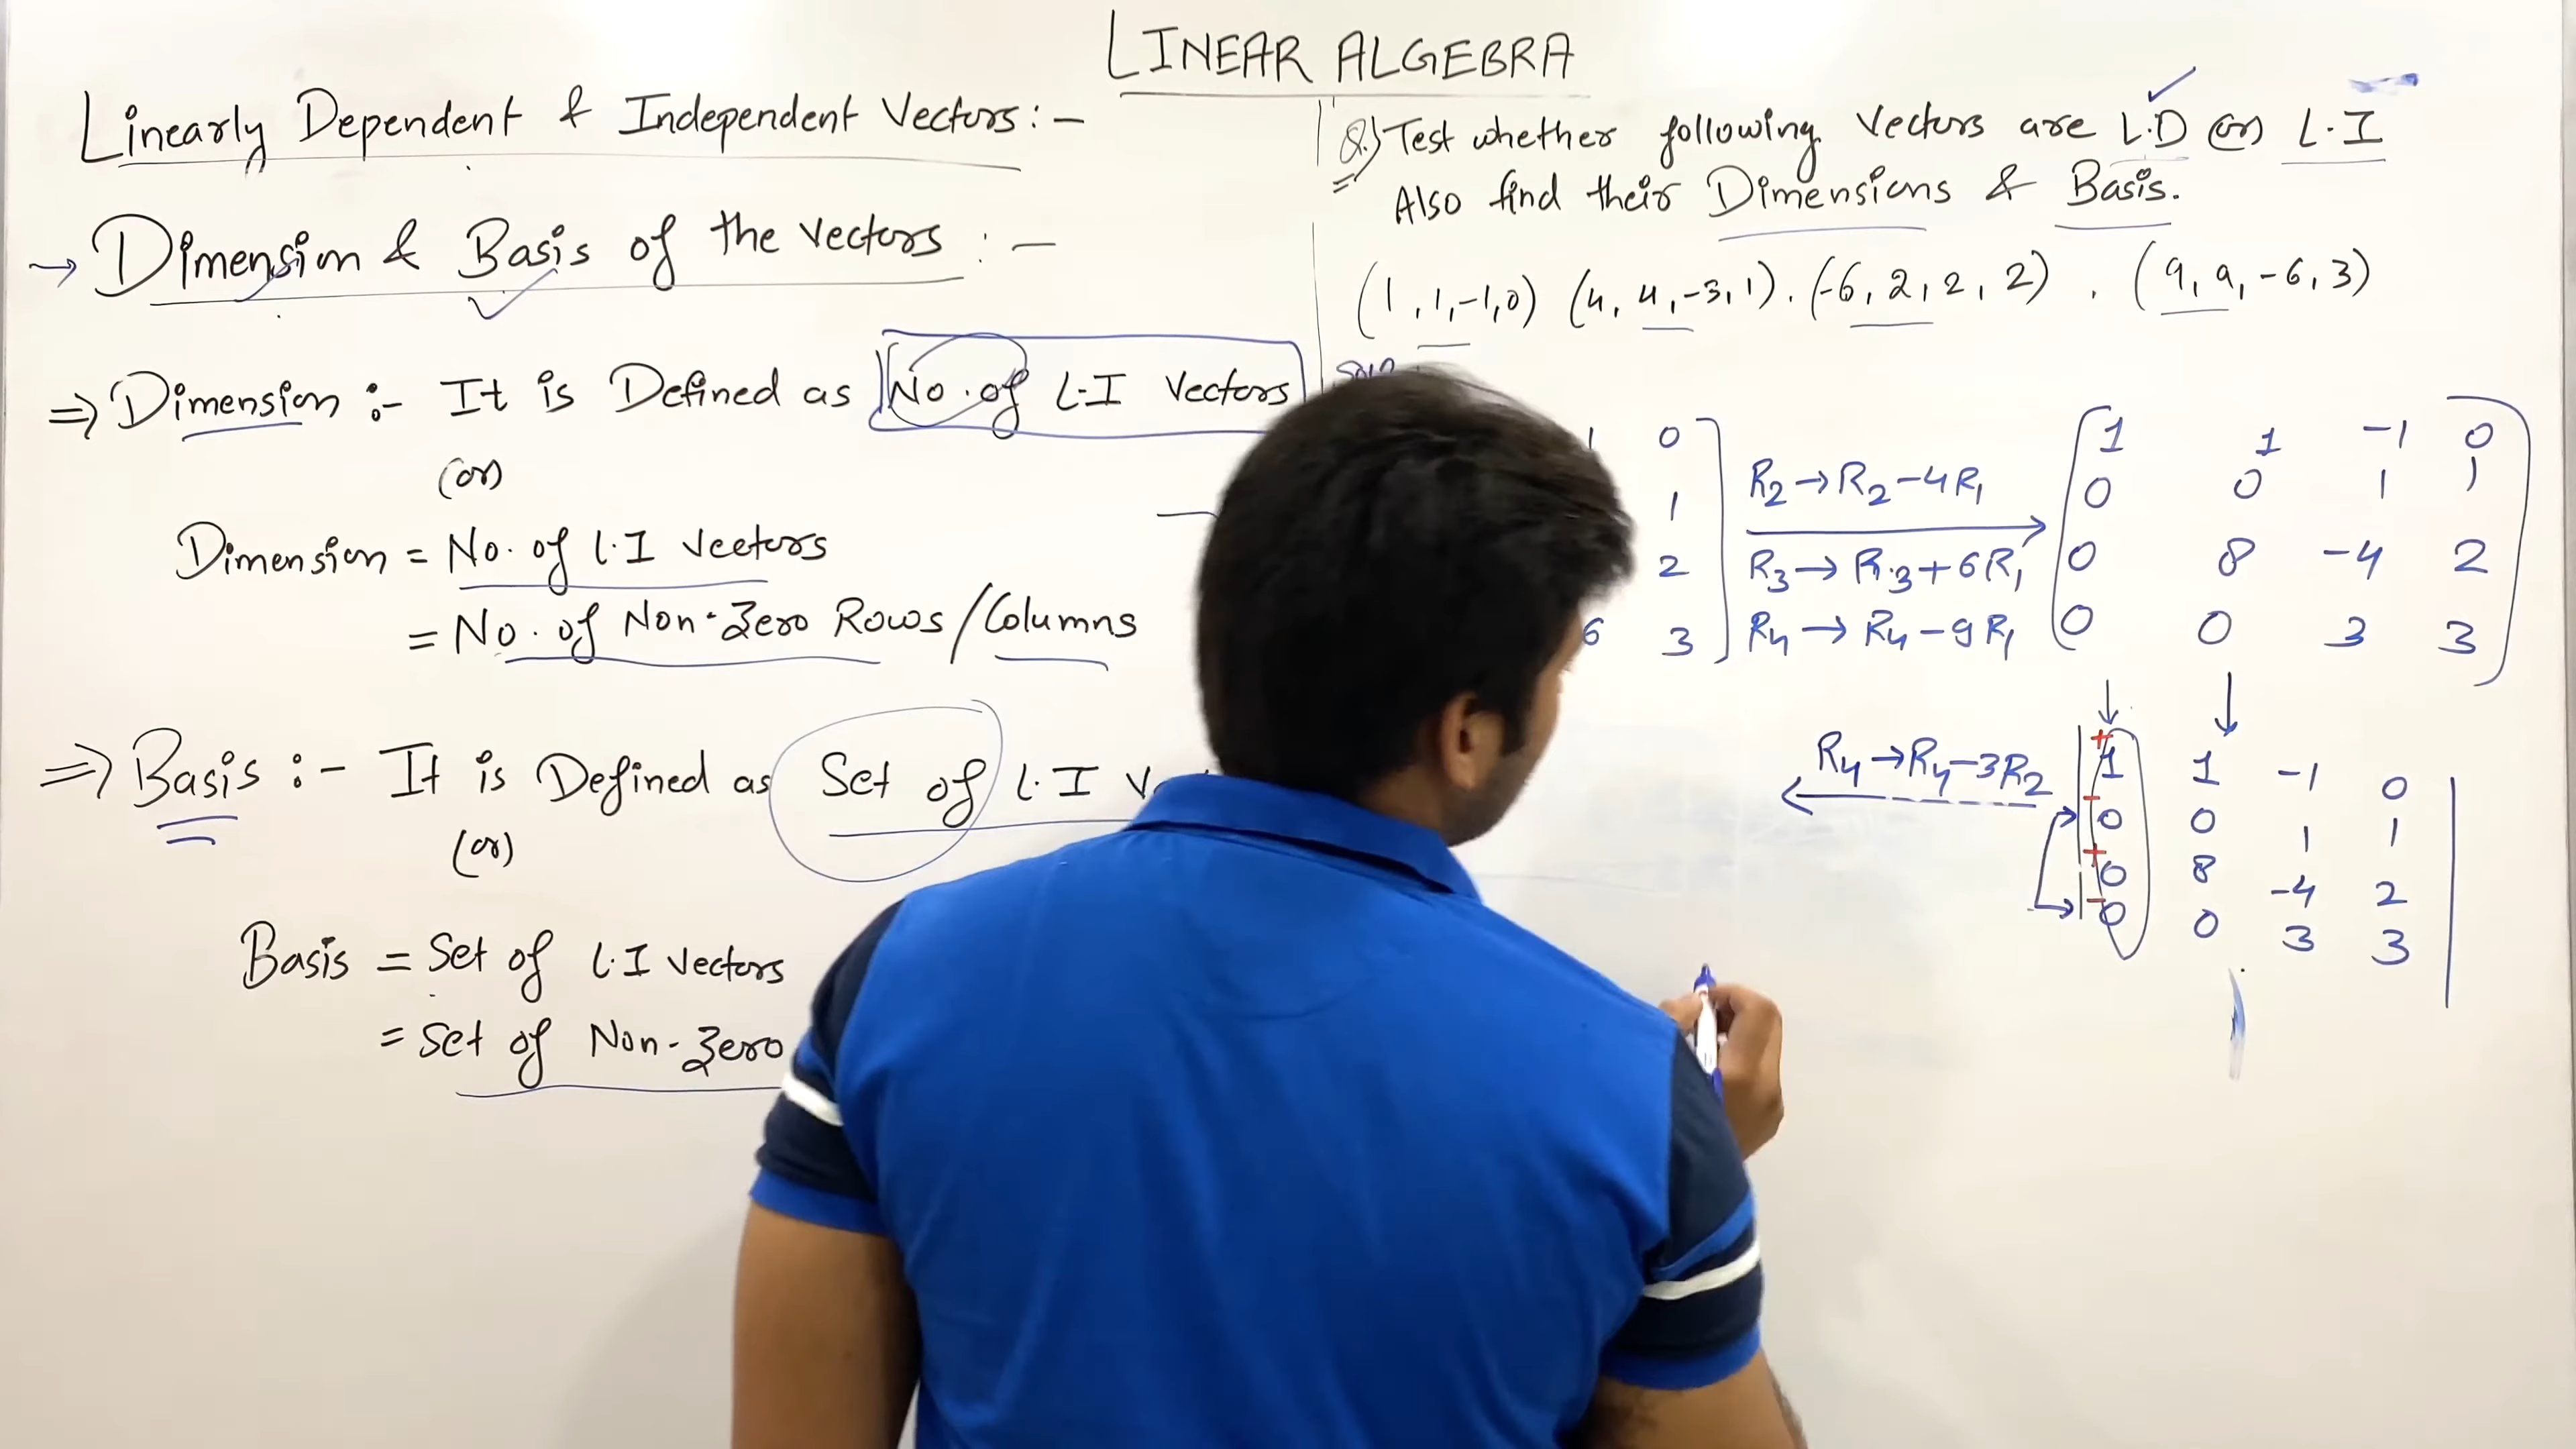 LINEAR ALGEBRA
Linearly Dependent & Independent Vectors:-
→ Dimension & Basis of the vectors :-
⇒ Dimension :- It is Defined as No. of L.I Vectors
(or)
Dimension = No. of L.I Vectors
= No. of Non-Zero Rows / Columns
⇒ Basis :- It is Defined as Set of L.I
(or)
Basis = Set of L.I Vectors
= Set of Non-Zero
Q.) Test whether following Vectors are L.D (or) L.I
Also find their Dimensions & Basis.
(1, 1, -1, 0) (4, 4, -3, 1). (-6, 2, 2, 2). (9, 9, -6, 3)
0
1
2
6 3
R2→R2-4R1
R3→R3+6R1
R4→R4-9R1
1 1 -1 0
0 0 1 1
0 8 -4 2
0 0 3 3
R4→R4-3R2
+ 1 1 -1 0
- 0 0 1 1
+ 0 8 -4 2
- 0 0 3 3